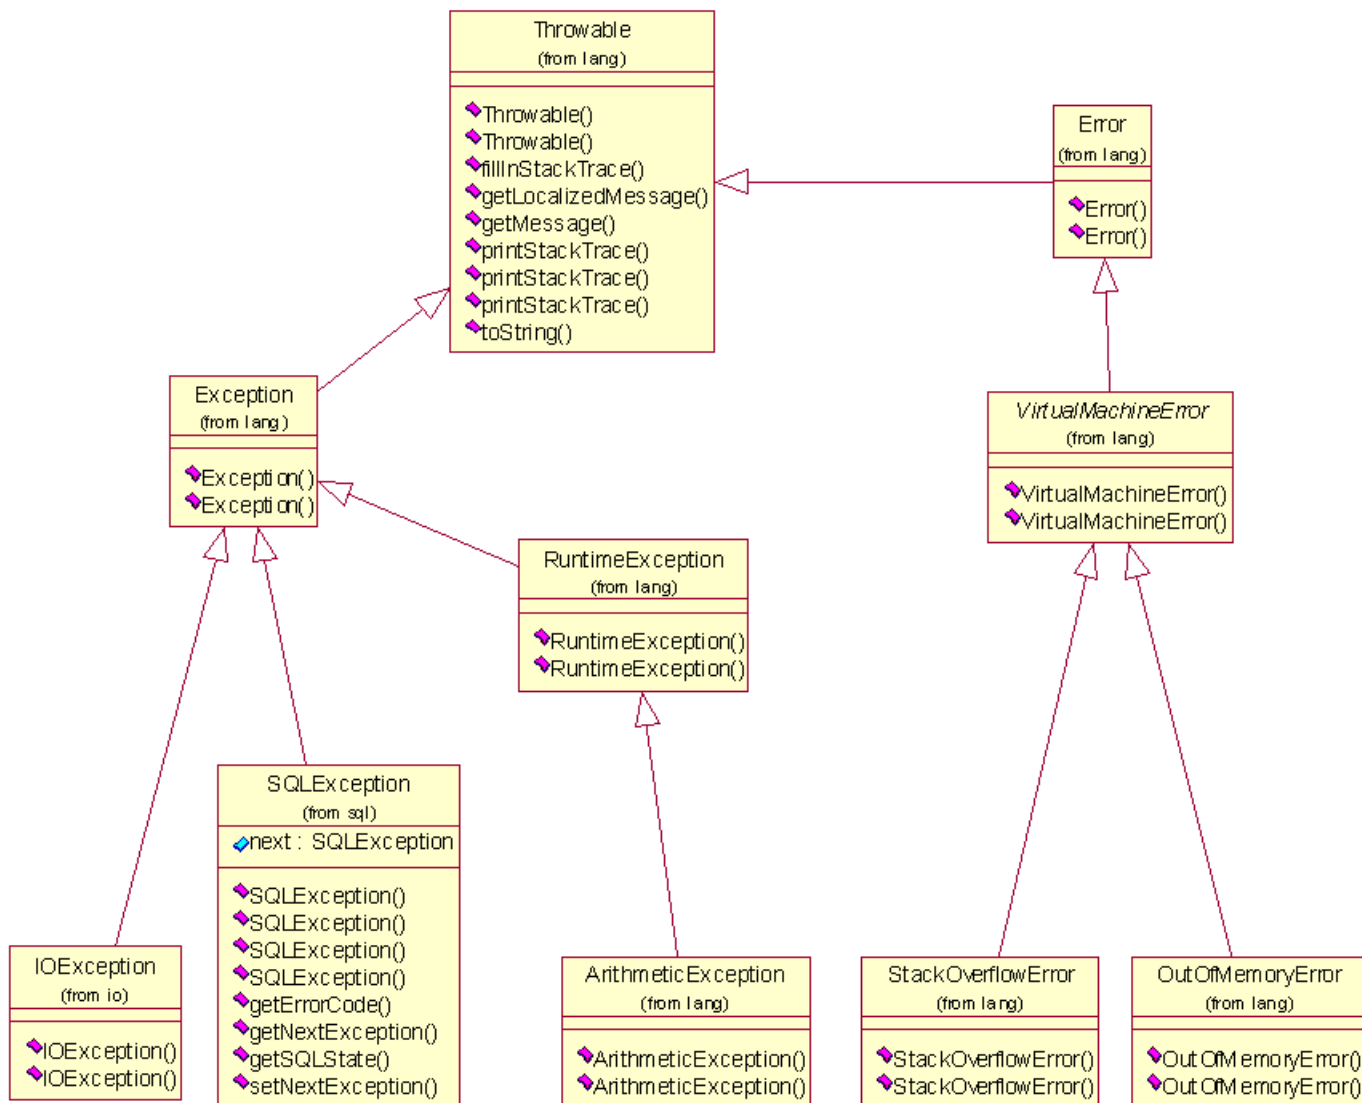 Throwable
(from lang)
Throwable()
Throwable()
fillInStackTrace()
getLocalizedMessage()
getMessage()
printStackTrace()
printStackTrace()
printStackTrace()
toString()
Error
(from lang)
Error()
Error()
Exception
(from lang)
Exception()
Exception()
VirtualMachineError
(from lang)
VirtualMachineError()
VirtualMachineError()
RuntimeException
(from lang)
RuntimeException()
RuntimeException()
SQLException
(from sql)
next : SQLException
SQLException()
SQLException()
SQLException()
SQLException()
getErrorCode()
getNextException()
getSQLState()
setNextException()
IOException
(from io)
IOException()
IOException()
ArithmeticException
(from lang)
ArithmeticException()
ArithmeticException()
StackOverflowError
(from lang)
StackOverflowError()
StackOverflowError()
OutOfMemoryError
(from lang)
OutOfMemoryError()
OutOfMemoryError()